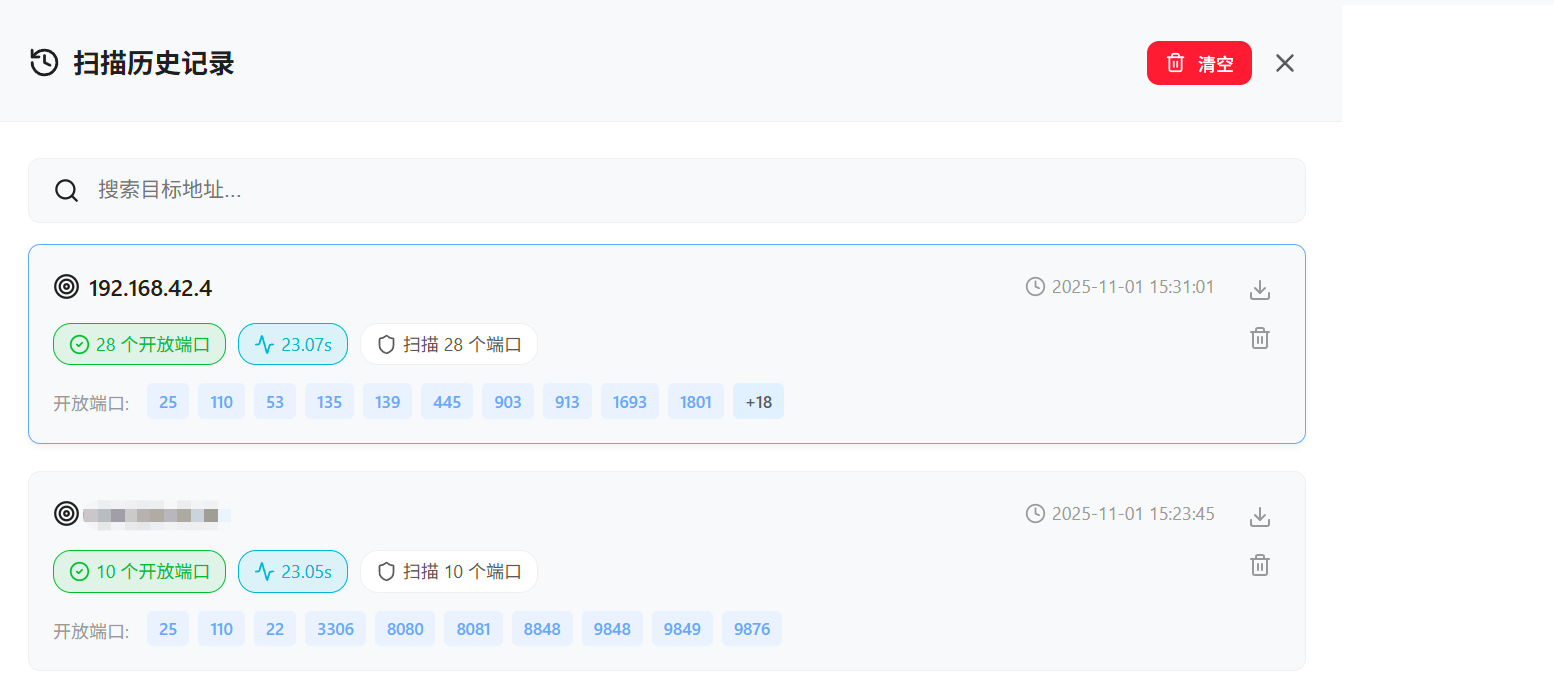 扫描历史记录
清空
搜索目标地址...
192.168.42.4
2025-11-01 15:31:01
28 个开放端口 23.07s 扫描 28 个端口
开放端口: 25 110 53 135 139 445 903 913 1693 1801 +18
2025-11-01 15:23:45
10 个开放端口 23.05s 扫描 10 个端口
开放端口: 25 110 22 3306 8080 8081 8848 9848 9849 9876